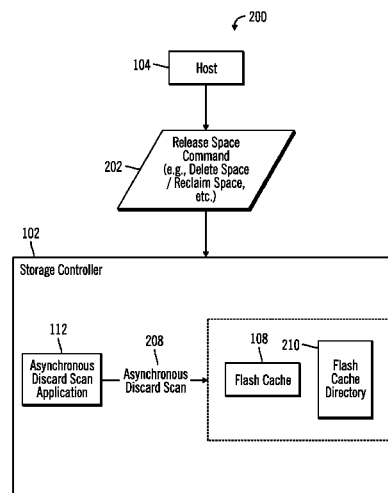 200
104
Host
Release Space
Command
(e.g., Delete Space
/ Reclaim Space,
etc.)
202
102
Storage Controller
112
Asynchronous
Discard Scan
Application
208
Asynchronous
Discard Scan
108
Flash Cache
210
Flash
Cache
Directory